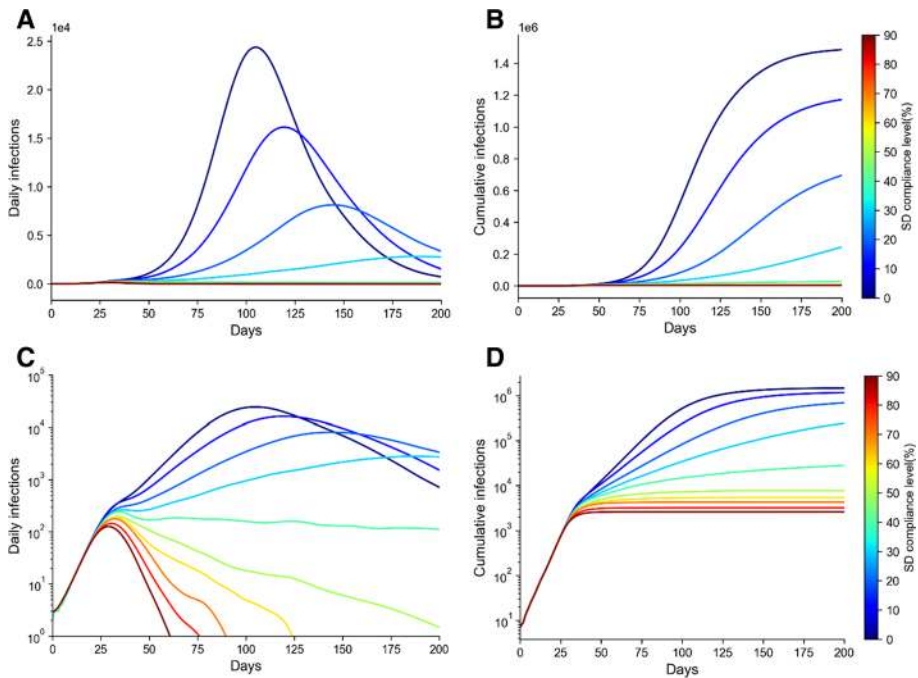 A
1e4
2.5
2.0
1.5
1.0
0.5
0.0
Daily infections
0 25 50 75 100 125 150 175 200
Days
B
1e6
1.4
1.2
1.0
0.8
0.6
0.4
0.2
0.0
Cumulative infections
0 25 50 75 100 125 150 175 200
Days
90
80
70
60
50
40
30
20
10
0
SD compliance level(%)
C
10^5
10^4
10^3
10^2
10^1
10^0
Daily infections
0 25 50 75 100 125 150 175 200
Days
D
10^6
10^5
10^4
10^3
10^2
10^1
Cumulative infections
0 25 50 75 100 125 150 175 200
Days
90
80
70
60
50
40
30
20
10
0
SD compliance level(%)